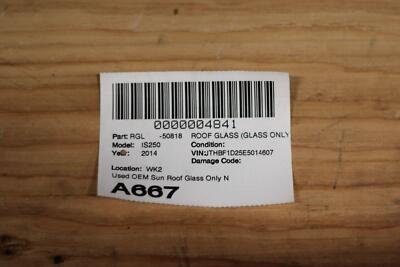 0000004841
Part: RGL -50818 ROOF GLASS (GLASS ONLY
Model: IS250 Condition:
Year: 2014 VIN:JTHBF1D25E5014607
Damage Code:
Location: WK2
Used OEM Sun Roof Glass Only N
A667